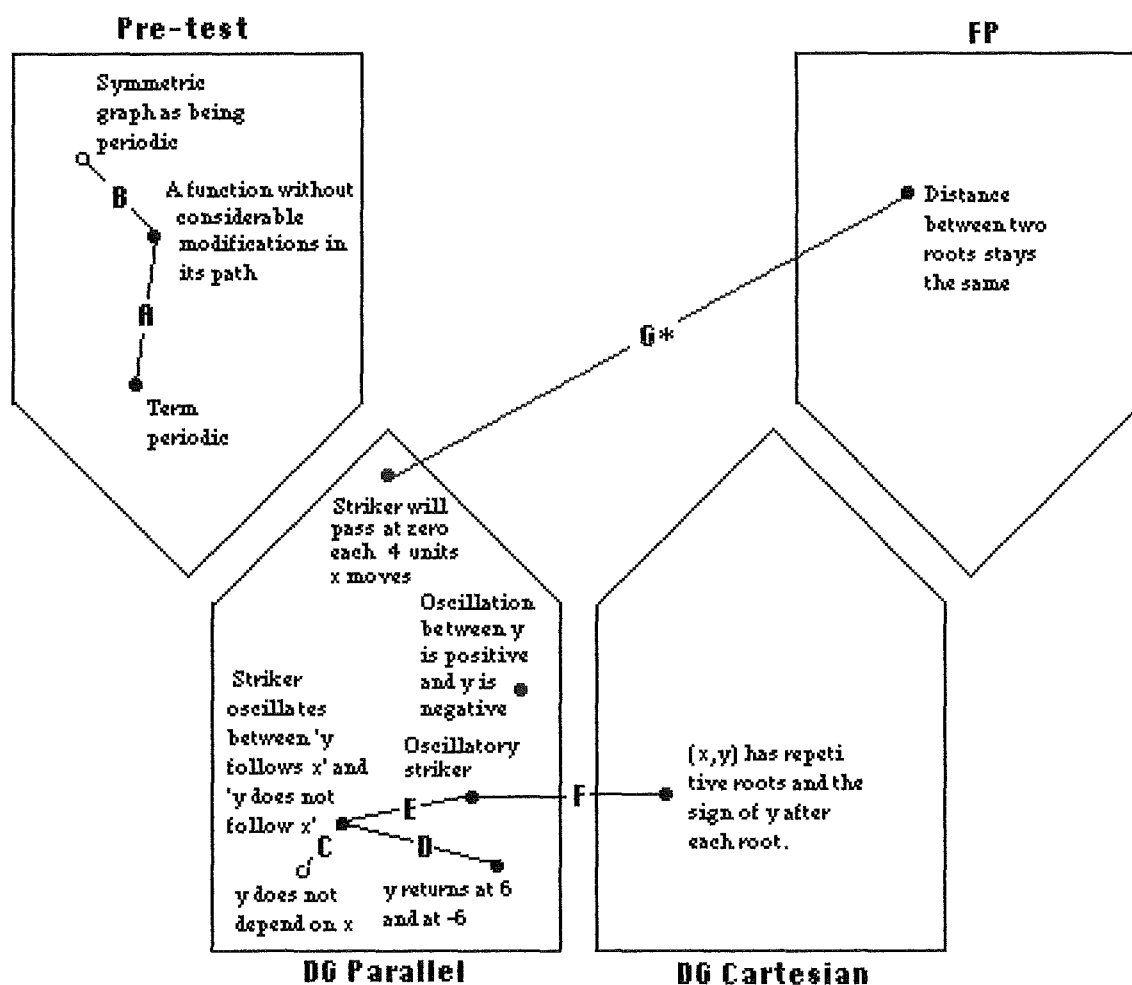 Pre-test
FP
Symmetric
graph as being
periodic
B
A function without
considerable
modifications in
its path
A
Term
periodic
Distance
between two
roots stays
the same
G*
Striker will
pass at zero
each 4 units
x moves
Oscillation
between y
is positive
and y is
negative
Striker
oscillates
between 'y
follows x' and
'y does not
follow x'
Oscillatory
striker
E
F
C
D
y does not
depend on x
y returns at 6
and at -6
(x,y) has repeti
tive roots and the
sign of y after
each root.
DG Parallel
DG Cartesian